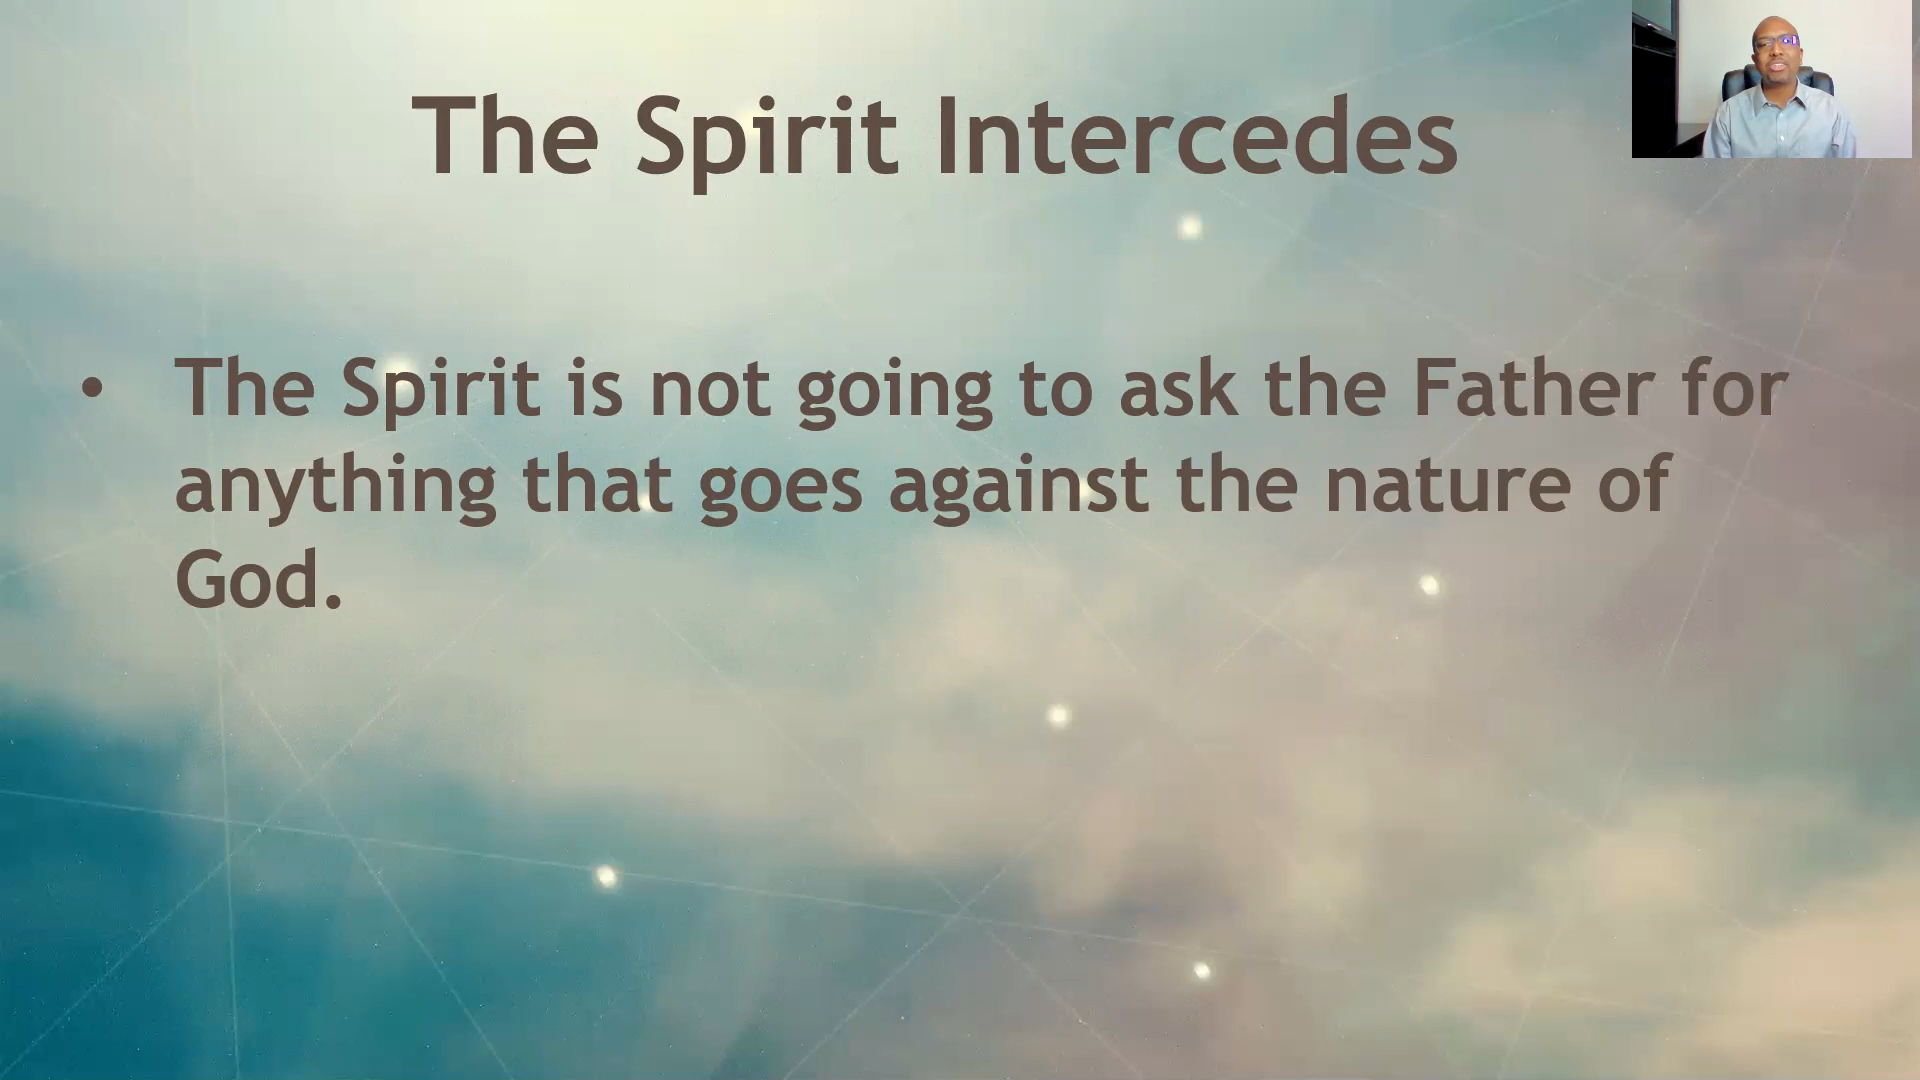 The Spirit Intercedes
• The Spirit is not going to ask the Father for
anything that goes against the nature of
God.